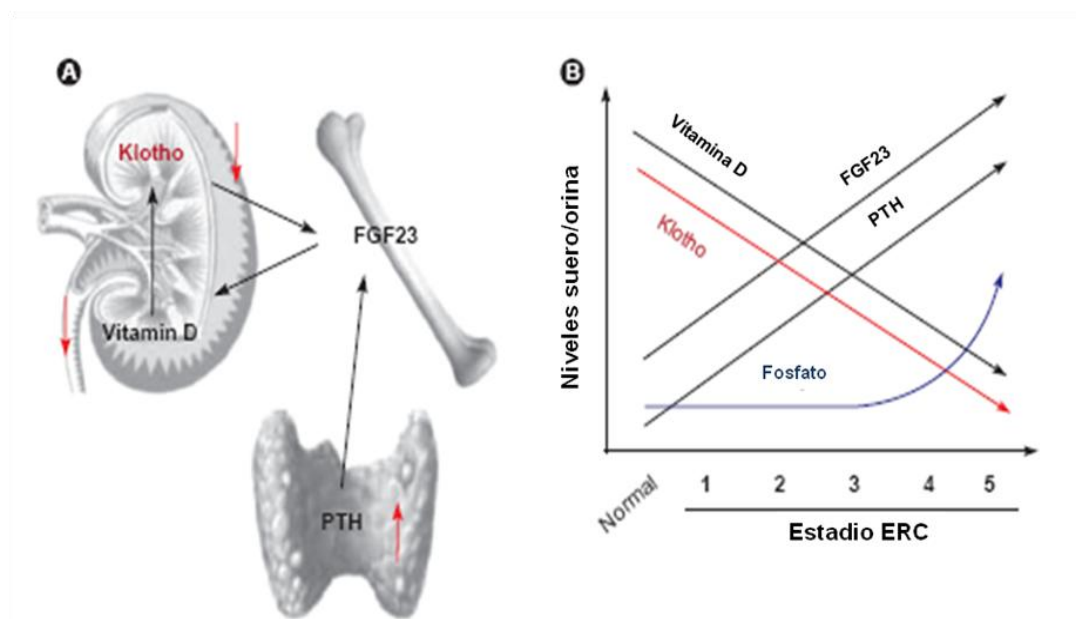 A
Klotho
FGF23
Vitamin D
PTH
B
Niveles suero/orina
Vitamina D
FGF23
PTH
Klotho
Fosfato
Normal
1 2 3 4 5
Estadio ERC